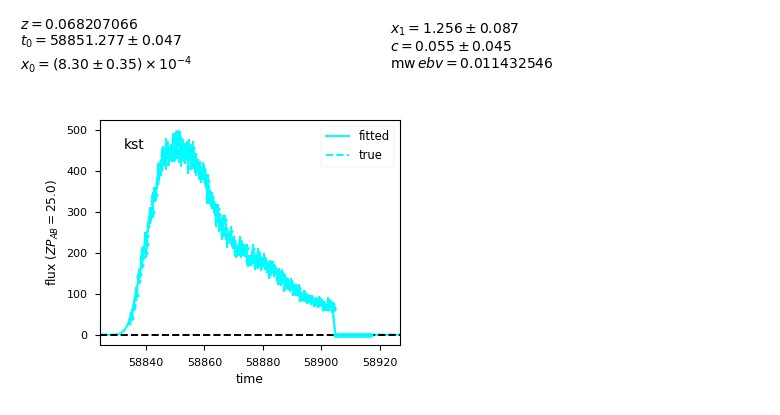 z = 0.068207066
t₀ = 58851.277 ± 0.047
x₀ = (8.30 ± 0.35) × 10⁻⁴
x₁ = 1.256 ± 0.087
c = 0.055 ± 0.045
mw ebv = 0.011432546
kst
fitted
true
500
400
300
200
100
0
flux (ZP_AB = 25.0)
58840 58860 58880 58900 58920
time